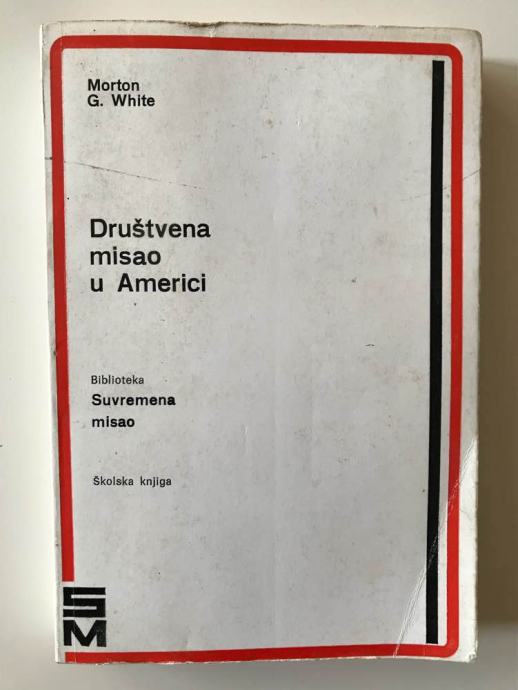 Morton
G. White
Društvena
misao
u Americi
Biblioteka
Suvremena
misao
Školska knjiga
SM